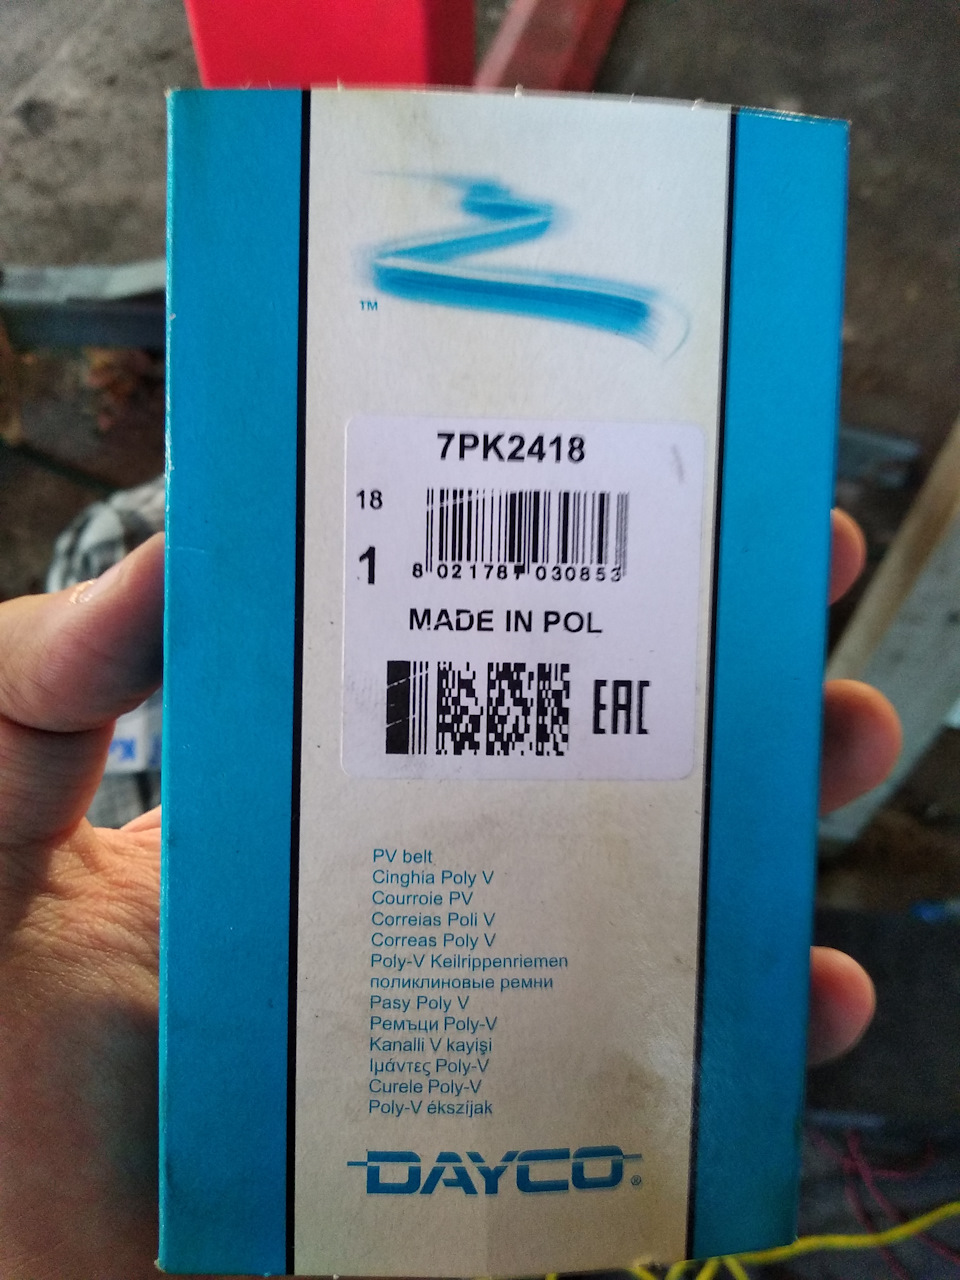 TM
7PK2418
18
1
8 021787 030853
MADE IN POL
EAC
PV belt
Cinghia Poly V
Courroie PV
Correias Poli V
Correas Poly V
Poly-V Keilrippenriemen
поликлиновые ремни
Pasy Poly V
Ремъци Poly-V
Kanalli V kayişi
Ιμάντες Poly-V
Curele Poly-V
Poly-V ékszíjak
DAYCO®